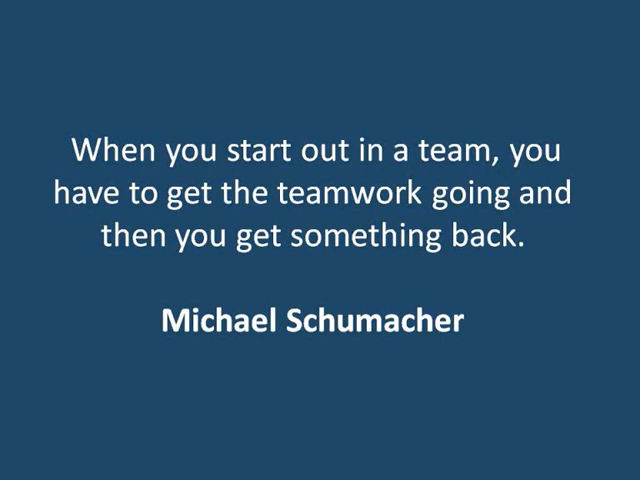 When you start out in a team, you
have to get the teamwork going and
then you get something back.
Michael Schumacher